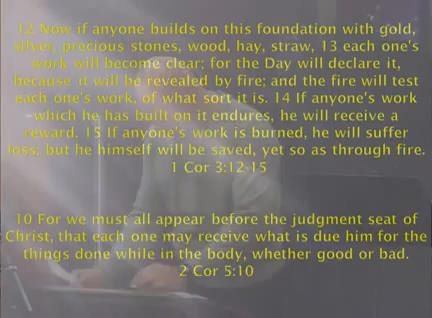 12 Now if anyone builds on this foundation with gold,
silver, precious stones, wood, hay, straw, 13 each one's
work will become clear; for the Day will declare it,
because it will be revealed by fire; and the fire will test
each one's work, of what sort it is. 14 If anyone's work
which he has built on it endures, he will receive a
reward. 15 If anyone's work is burned, he will suffer
loss; but he himself will be saved, yet so as through fire.
1 Cor 3:12-15
10 For we must all appear before the judgment seat of
Christ, that each one may receive what is due him for the
things done while in the body, whether good or bad.
2 Cor 5:10